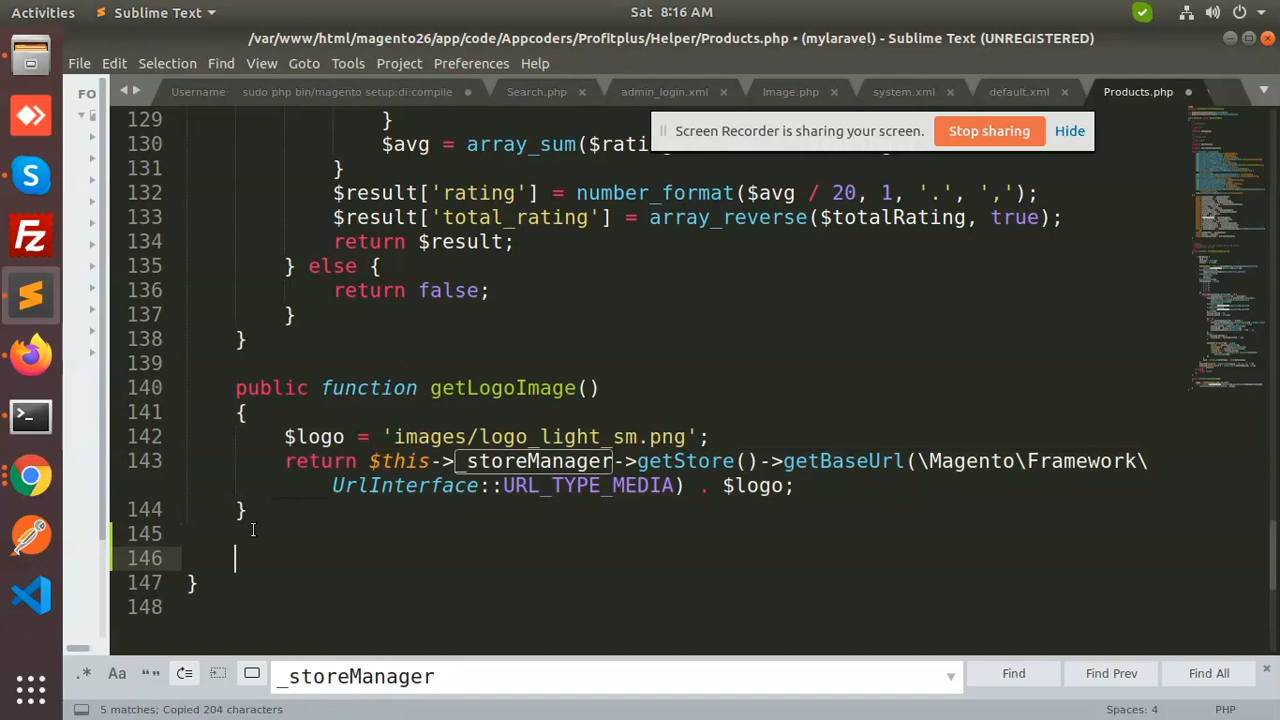 Activities Sublime Text Sat 8:16 AM
/var/www/html/magento26/app/code/Appcoders/Profitplus/Helper/Products.php • (mylaravel) - Sublime Text (UNREGISTERED)
File Edit Selection Find View Goto Tools Project Preferences Help
FO Username sudo php bin/magento setup:di:compile Search.php admin_login.xml Image.php system.xml default.xml Products.php
Screen Recorder is sharing your screen. Stop sharing Hide
129 }
130 $avg = array_sum($rati
131 }
132 $result['rating'] = number_format($avg / 20, 1, '.', ',');
133 $result['total_rating'] = array_reverse($totalRating, true);
134 return $result;
135 } else {
136 return false;
137 }
138 }
139
140 public function getLogoImage()
141 {
142 $logo = 'images/logo_light_sm.png';
143 return $this->_storeManager->getStore()->getBaseUrl(\Magento\Framework\
UrlInterface::URL_TYPE_MEDIA) . $logo;
144 }
145
146
147 }
148
.* Aa “” _storeManager Find Find Prev Find All
5 matches; Copied 204 characters Spaces: 4 PHP